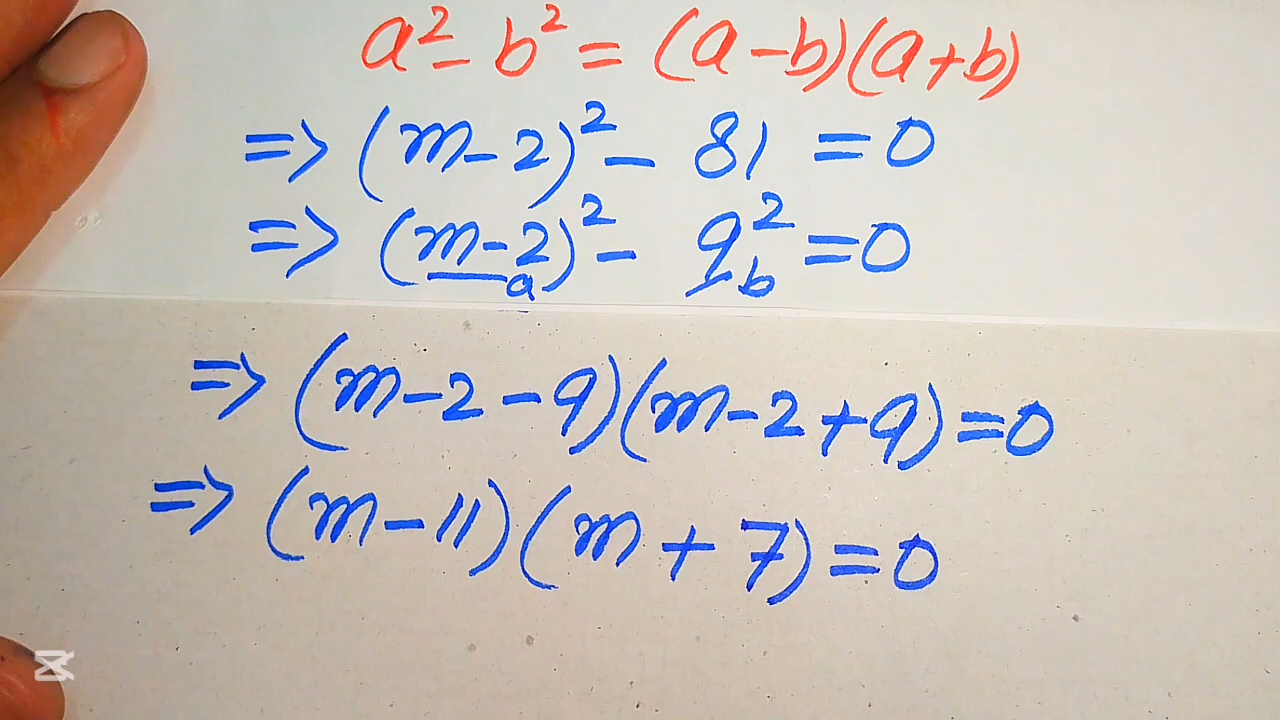 a² - b² = (a-b)(a+b)
=> (m-2)² - 81 = 0
=> (m-2)² - 9² = 0
a b
=> (m-2-9)(m-2+9)=0
=> (m-11)(m+7)=0